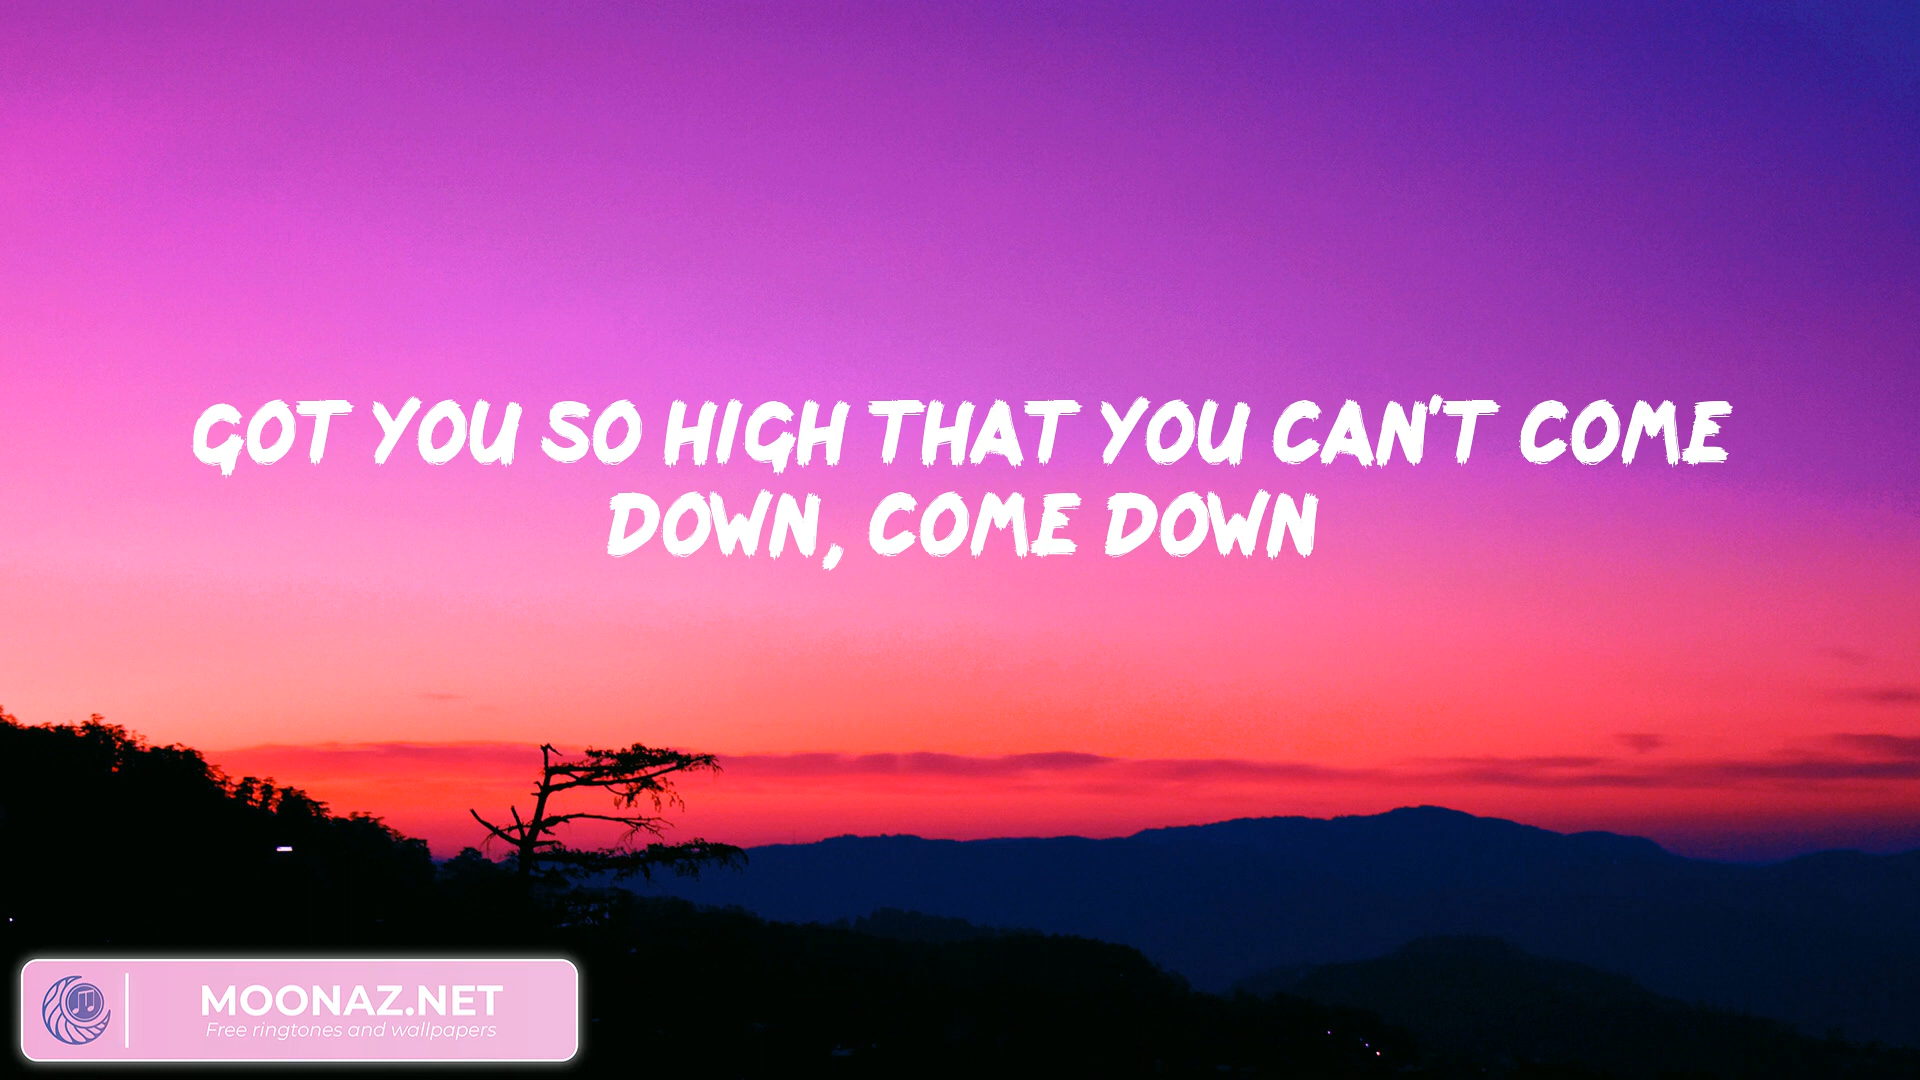 GOT YOU SO HIGH THAT YOU CAN'T COME
DOWN, COME DOWN
MOONAZ.NET
Free ringtones and wallpapers